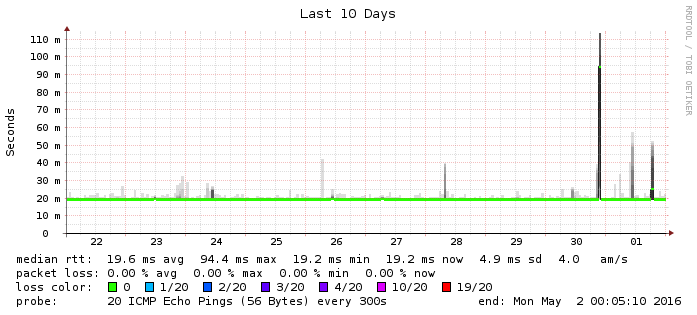 Last 10 Days
RRDTOOL / TOBI OETIKER
Seconds
110 m
100 m
90 m
80 m
70 m
60 m
50 m
40 m
30 m
20 m
10 m
0
22 23 24 25 26 27 28 29 30 01
median rtt: 19.6 ms avg 94.4 ms max 19.2 ms min 19.2 ms now 4.9 ms sd 4.0 am/s
packet loss: 0.00 % avg 0.00 % max 0.00 % min 0.00 % now
loss color: 0 1/20 2/20 3/20 4/20 10/20 19/20
probe: 20 ICMP Echo Pings (56 Bytes) every 300s end: Mon May 2 00:05:10 2016